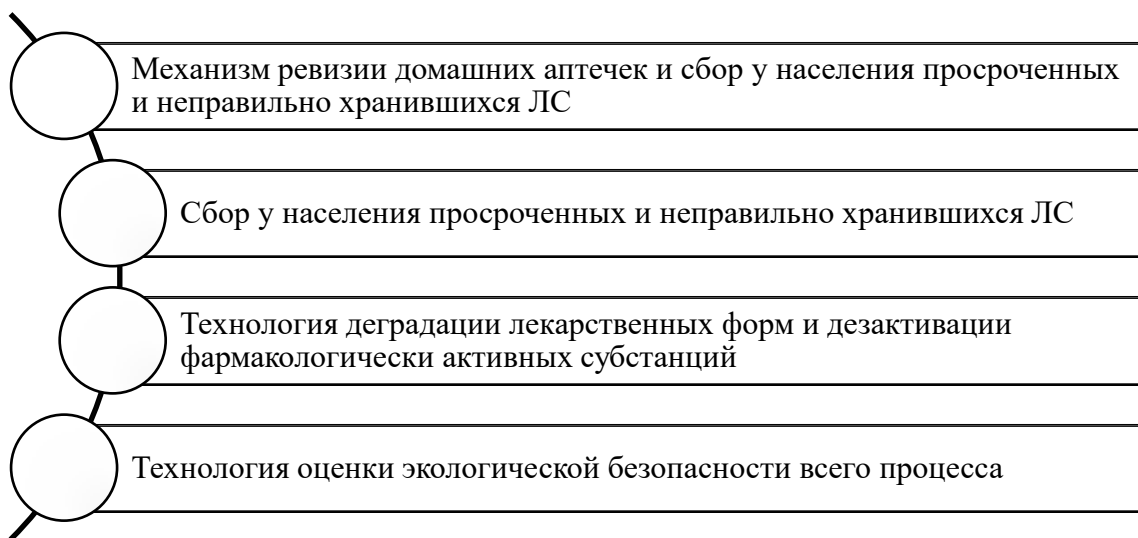 Механизм ревизии домашних аптечек и сбор у населения просроченных
и неправильно хранившихся ЛС
Сбор у населения просроченных и неправильно хранившихся ЛС
Технология деградации лекарственных форм и дезактивации
фармакологически активных субстанций
Технология оценки экологической безопасности всего процесса